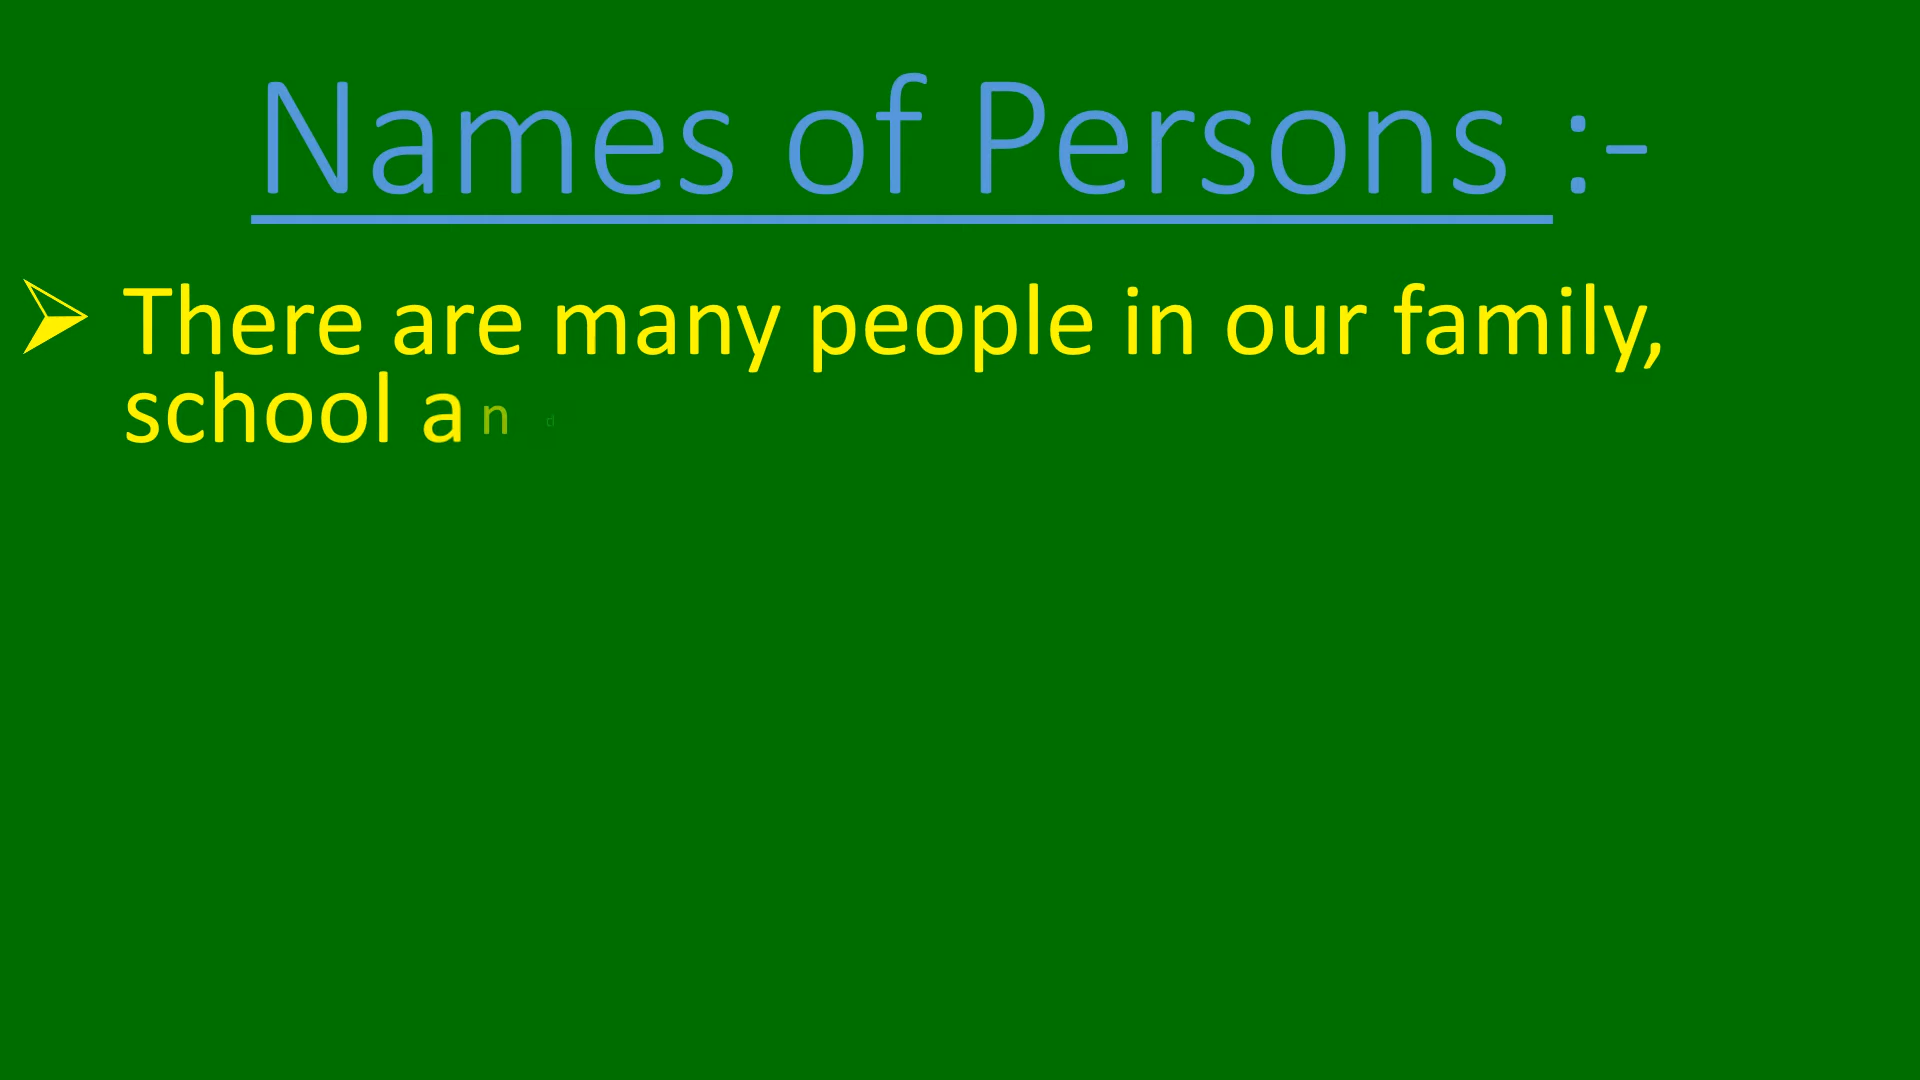 Names of Persons :-
There are many people in our family,
school and